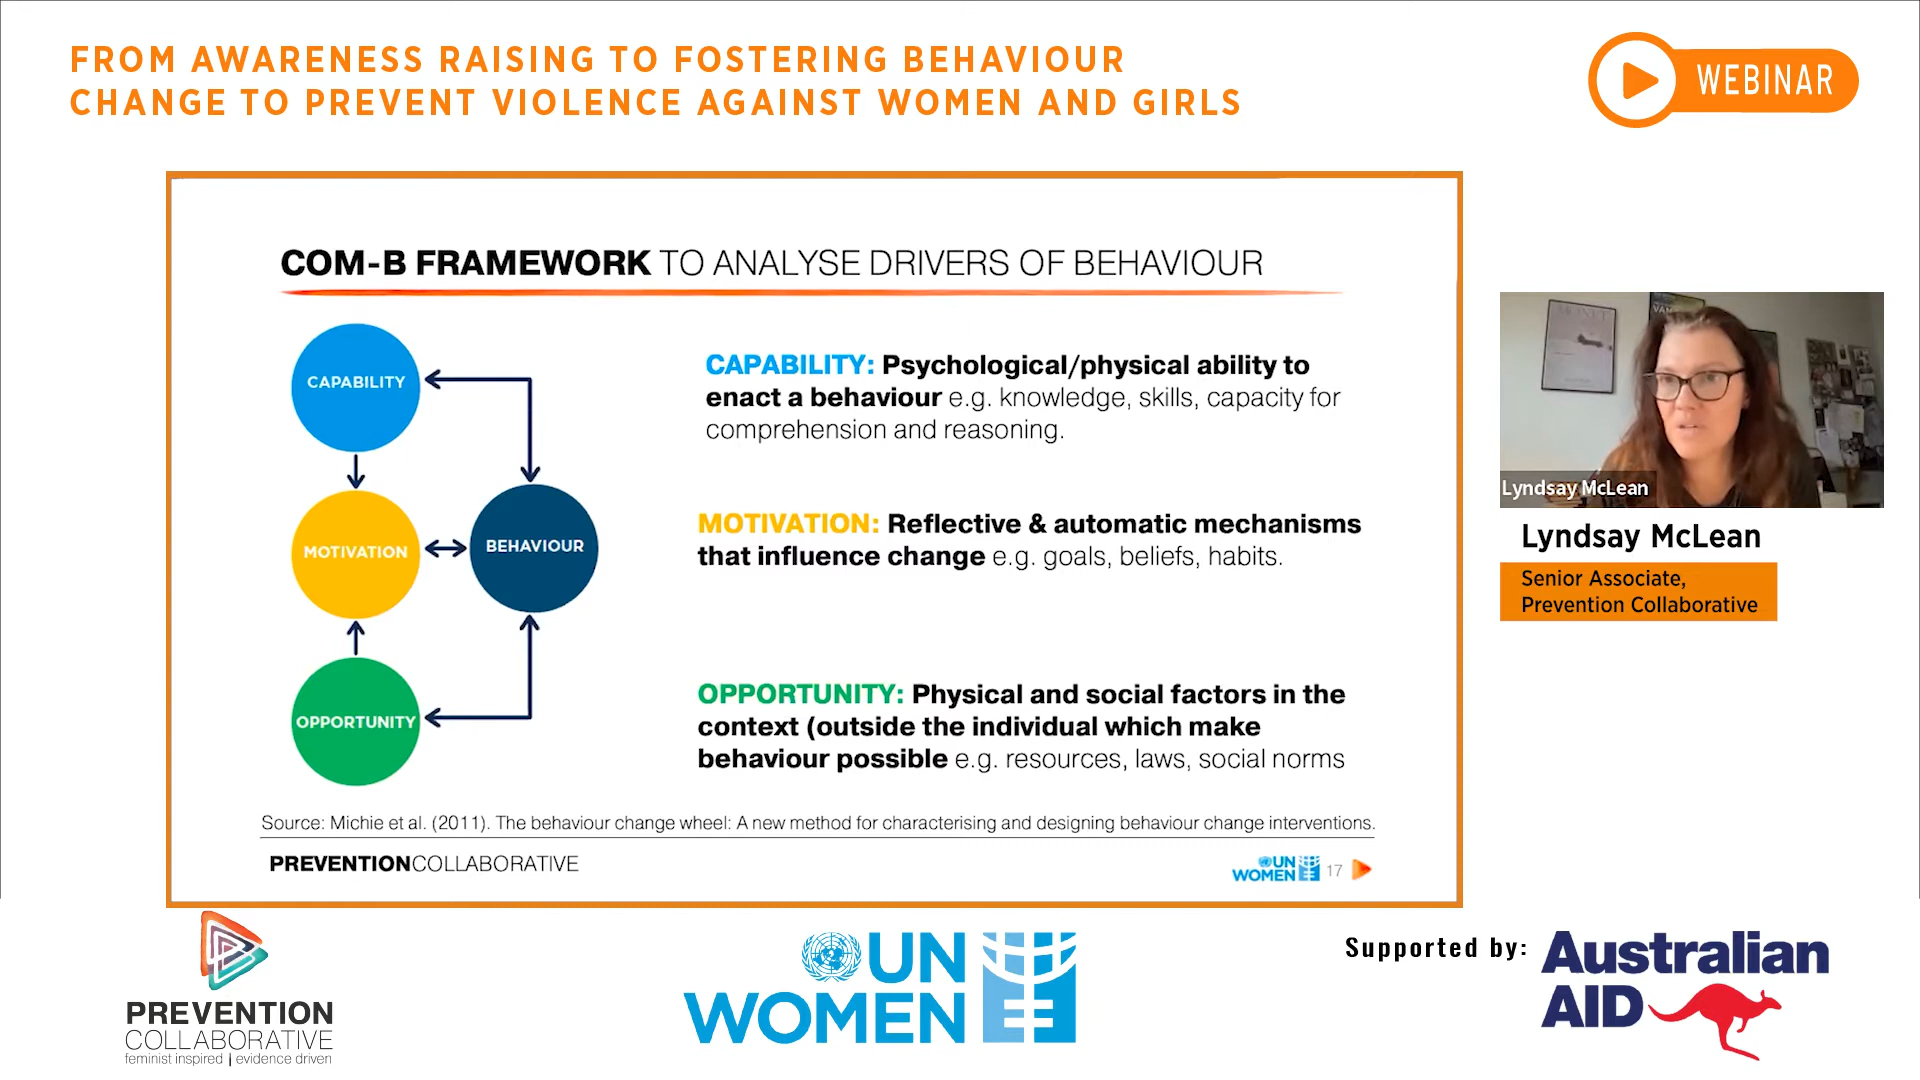 FROM AWARENESS RAISING TO FOSTERING BEHAVIOUR
CHANGE TO PREVENT VIOLENCE AGAINST WOMEN AND GIRLS
WEBINAR
COM-B FRAMEWORK TO ANALYSE DRIVERS OF BEHAVIOUR
CAPABILITY
MOTIVATION
BEHAVIOUR
OPPORTUNITY
CAPABILITY: Psychological/physical ability to
enact a behaviour e.g. knowledge, skills, capacity for
comprehension and reasoning.
MOTIVATION: Reflective & automatic mechanisms
that influence change e.g. goals, beliefs, habits.
OPPORTUNITY: Physical and social factors in the
context (outside the individual which make
behaviour possible e.g. resources, laws, social norms
Source: Michie et al. (2011). The behaviour change wheel: A new method for characterising and designing behaviour change interventions.
PREVENTIONCOLLABORATIVE
UN
WOMEN
17
Lyndsay McLean
Lyndsay McLean
Senior Associate,
Prevention Collaborative
PREVENTION
COLLABORATIVE
feminist inspired | evidence driven
UN
WOMEN
Supported by:
Australian
AID